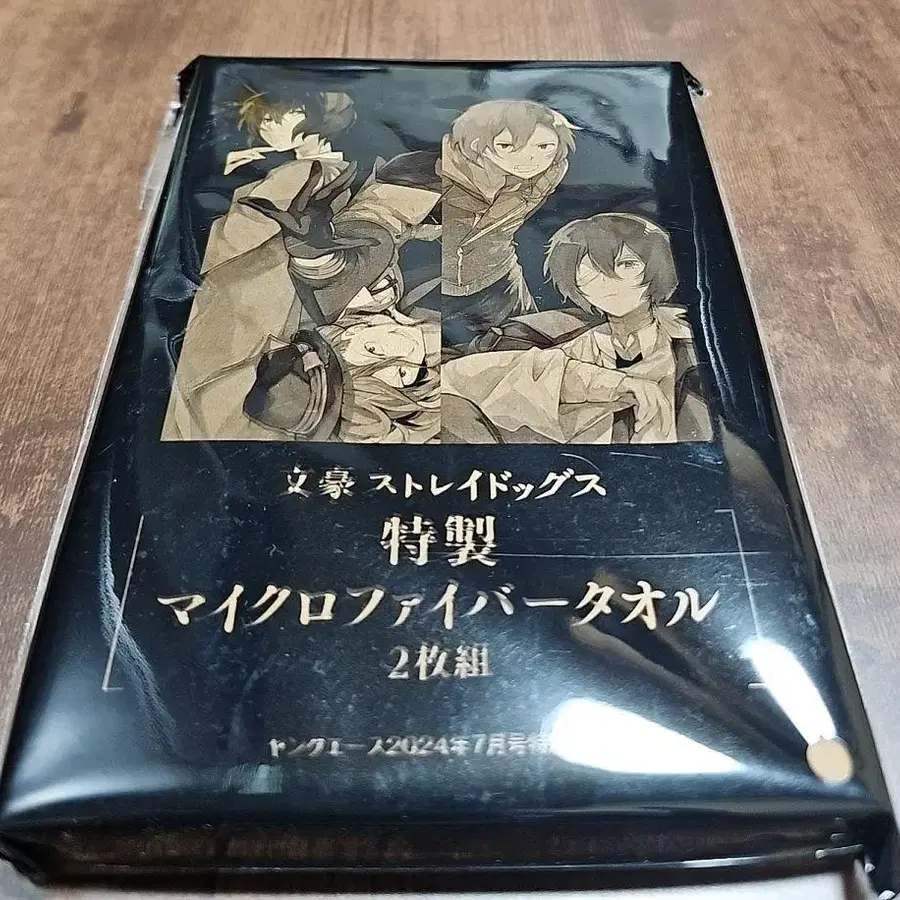 文豪ストレイドッグス
特製
マイクロファイバータオル
2枚組
ヤングエース2024年7月号特